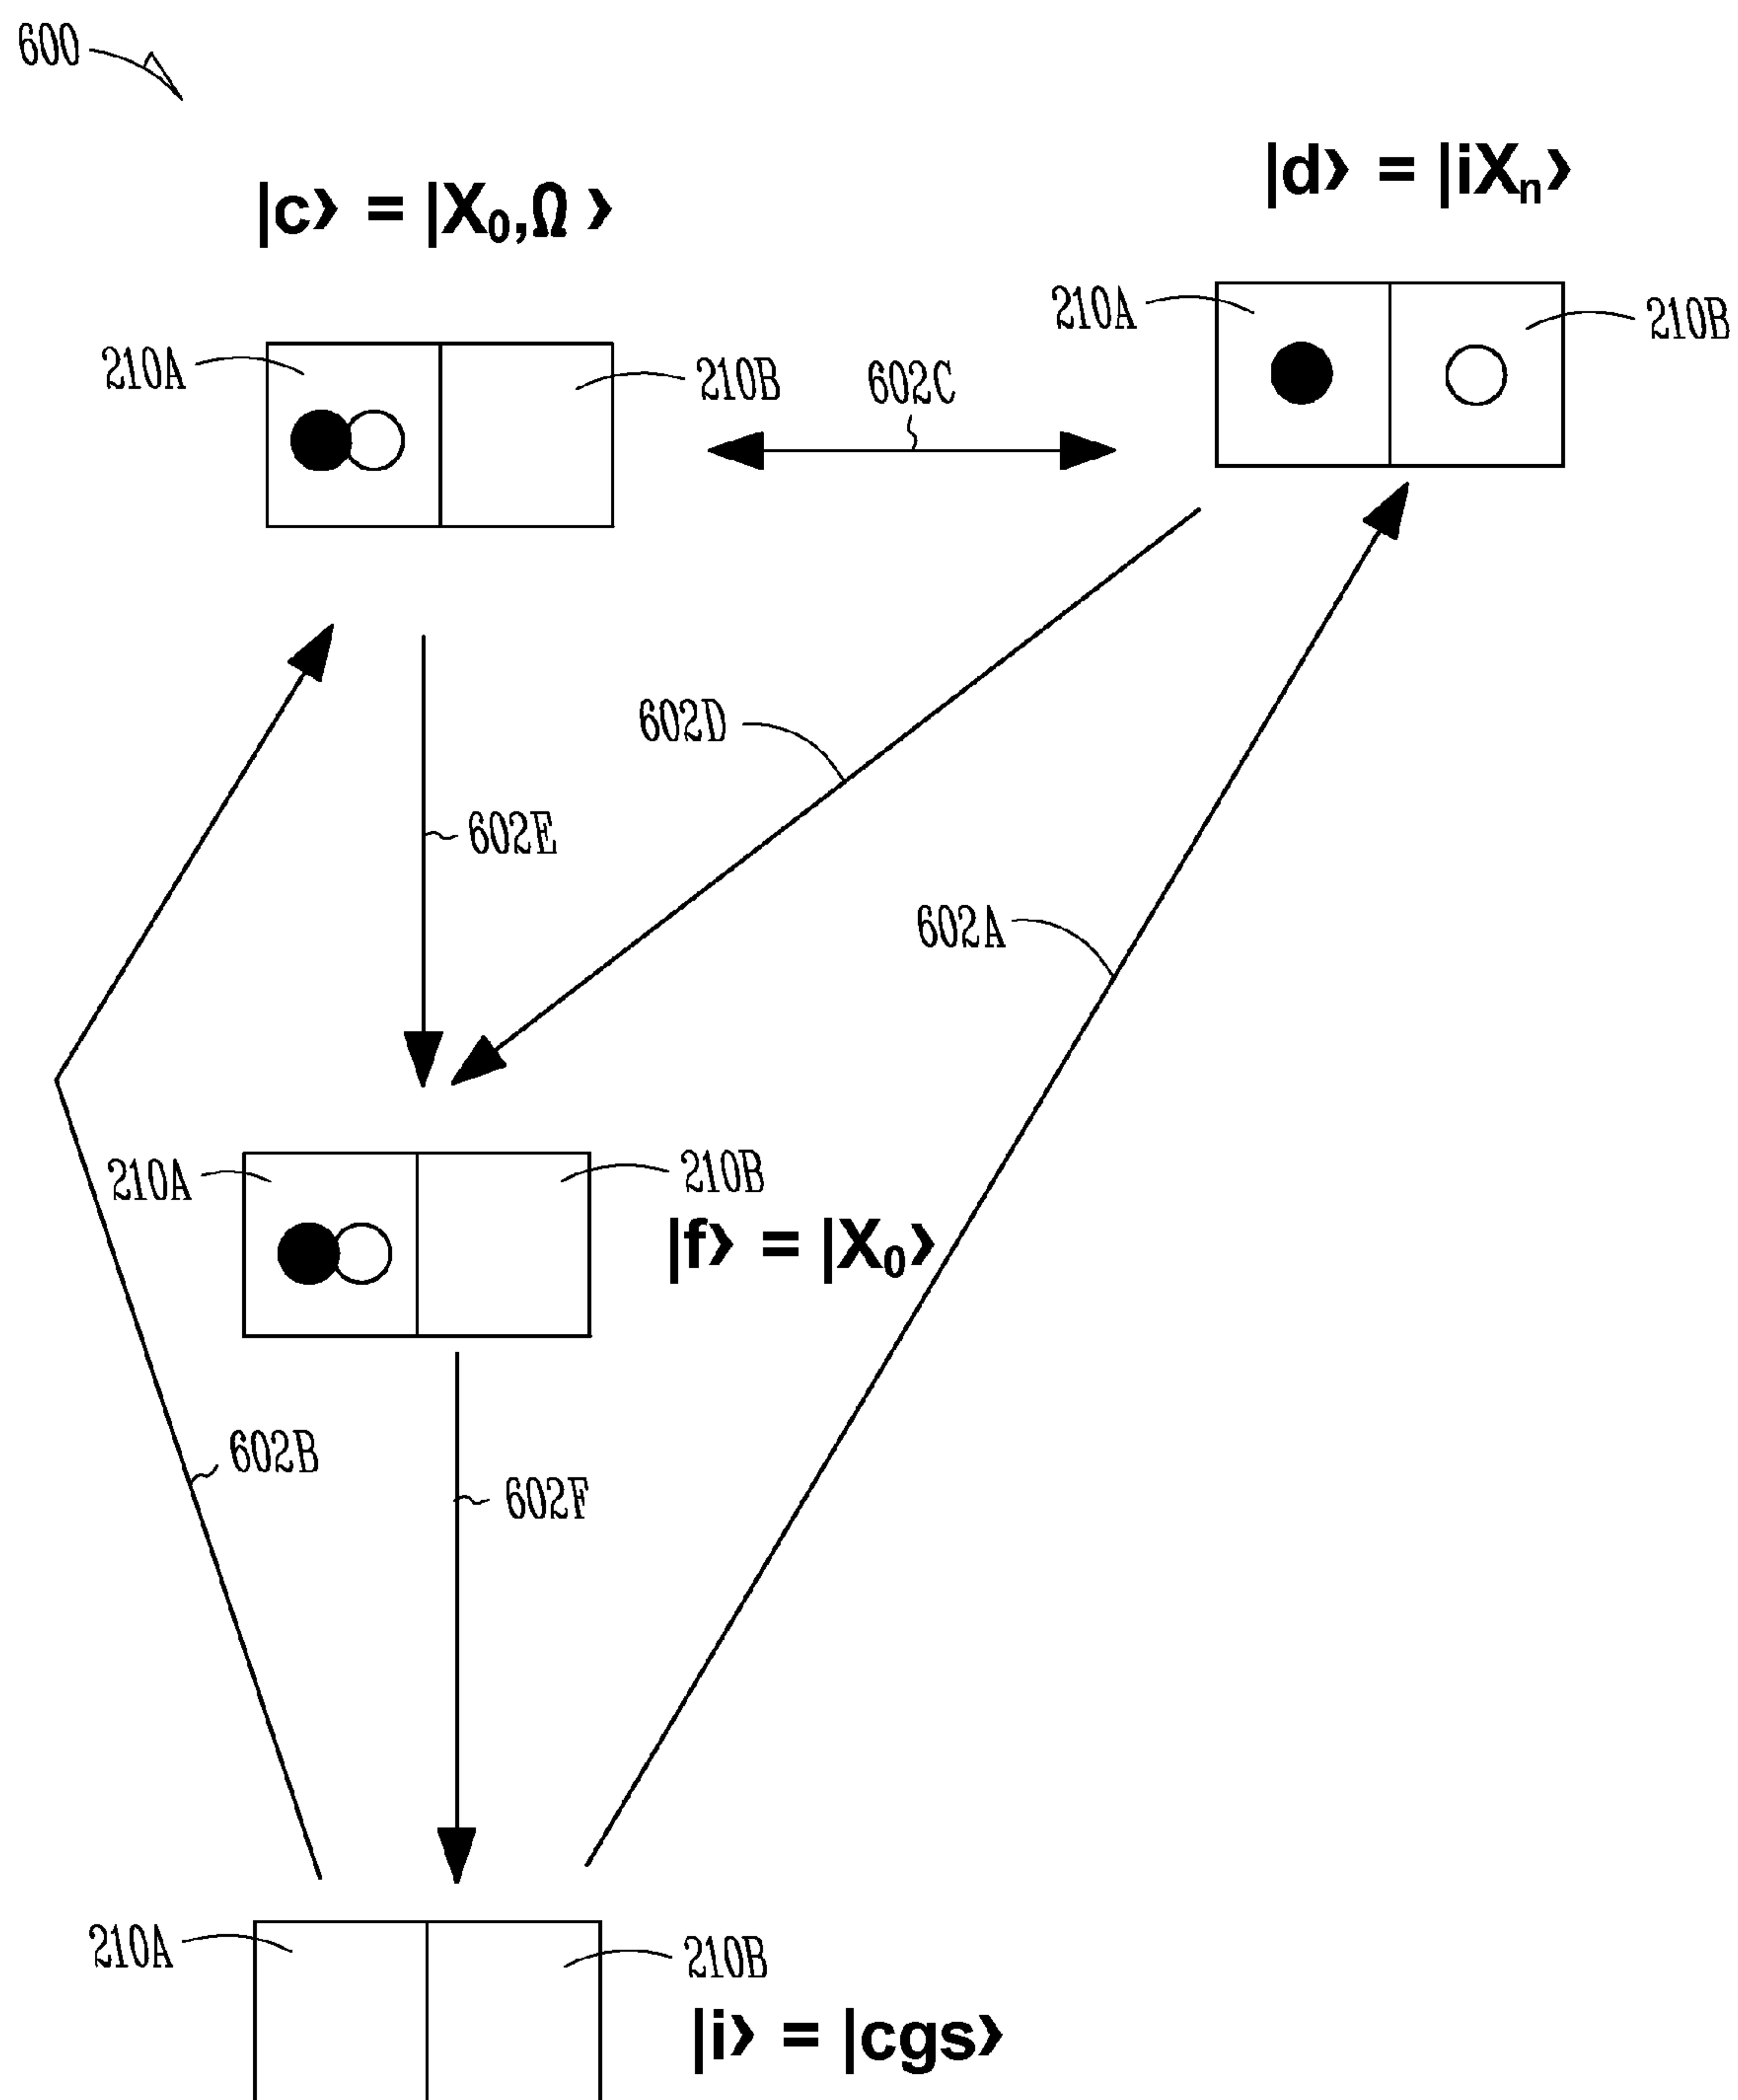 600
|d⟩ = |iXₙ⟩
|c⟩ = |X₀,Ω ⟩
210A
210B
210A
210B
602C
602D
602E
602A
210A
210B
|f⟩ = |X₀⟩
602B
602F
210A
210B
|i⟩ = |cgs⟩